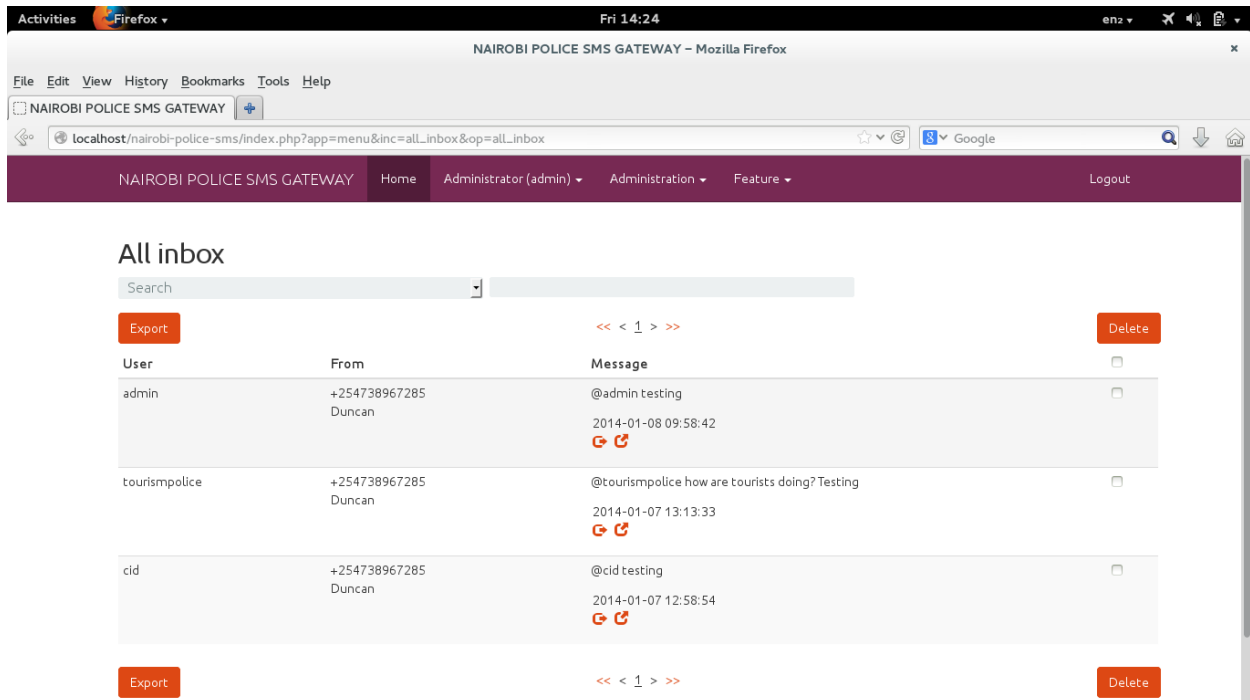 Activities Firefox Fri 14:24 en2
NAIROBI POLICE SMS GATEWAY – Mozilla Firefox
File Edit View History Bookmarks Tools Help
NAIROBI POLICE SMS GATEWAY
localhost/nairobi-police-sms/index.php?app=menu&inc=all_inbox&op=all_inbox Google
NAIROBI POLICE SMS GATEWAY Home Administrator (admin) Administration Feature Logout
All inbox
Search
Export << < 1 > >> Delete
User From Message
admin +254738967285 @admin testing
Duncan
2014-01-08 09:58:42
tourismpolice +254738967285 @tourismpolice how are tourists doing? Testing
Duncan
2014-01-07 13:13:33
cid +254738967285 @cid testing
Duncan
2014-01-07 12:58:54
Export << < 1 > >> Delete